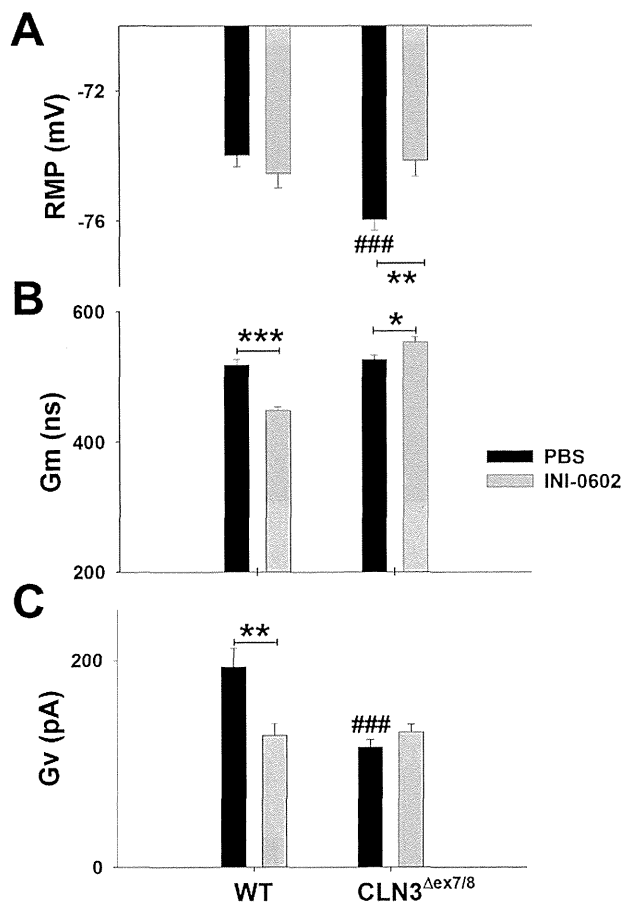 A
RMP (mV)
-72
-76
###
**
B
Gm (ns)
600
400
200
***
*
PBS
INI-0602
C
Gv (pA)
200
0
**
###
WT
CLN3Δex7/8